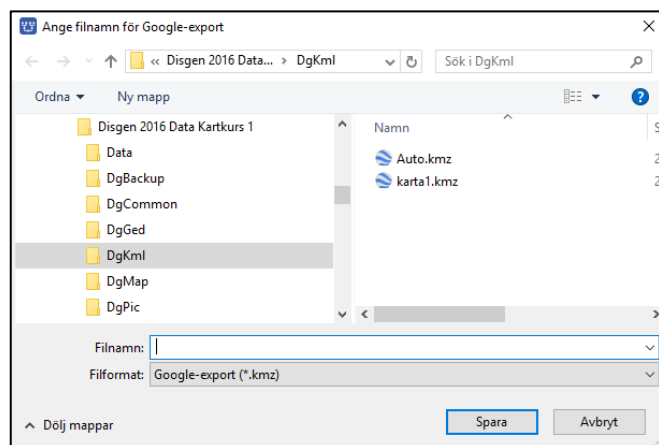 Ange filnamn för Google-export
« Disgen 2016 Data... > DgKml
Sök i DgKml
Ordna
Ny mapp
Disgen 2016 Data Kartkurs 1
Data
DgBackup
DgCommon
DgGed
DgKml
DgMap
DgPic
Namn
S
Auto.kmz
2
karta1.kmz
2
Filnamn:
Filformat: Google-export (*.kmz)
Dölj mappar
Spara
Avbryt